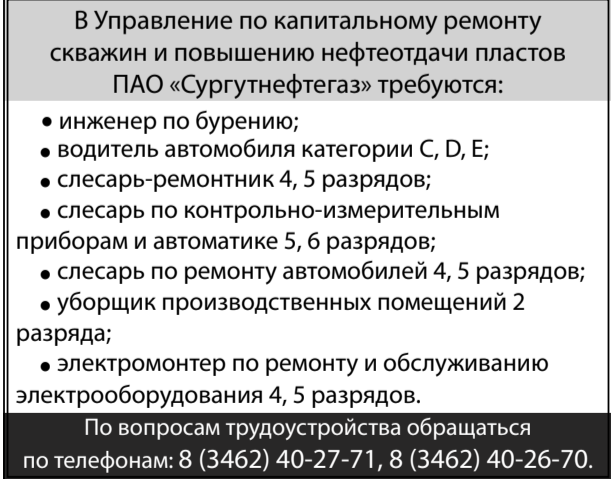 В Управление по капитальному ремонту
скважин и повышению нефтеотдачи пластов
ПАО «Сургутнефтегаз» требуются:
• инженер по бурению;
• водитель автомобиля категории С, D, Е;
• слесарь-ремонтник 4, 5 разрядов;
• слесарь по контрольно-измерительным
приборам и автоматике 5, 6 разрядов;
• слесарь по ремонту автомобилей 4, 5 разрядов;
• уборщик производственных помещений 2
разряда;
• электромонтер по ремонту и обслуживанию
электрооборудования 4, 5 разрядов.
По вопросам трудоустройства обращаться
по телефонам: 8 (3462) 40-27-71, 8 (3462) 40-26-70.